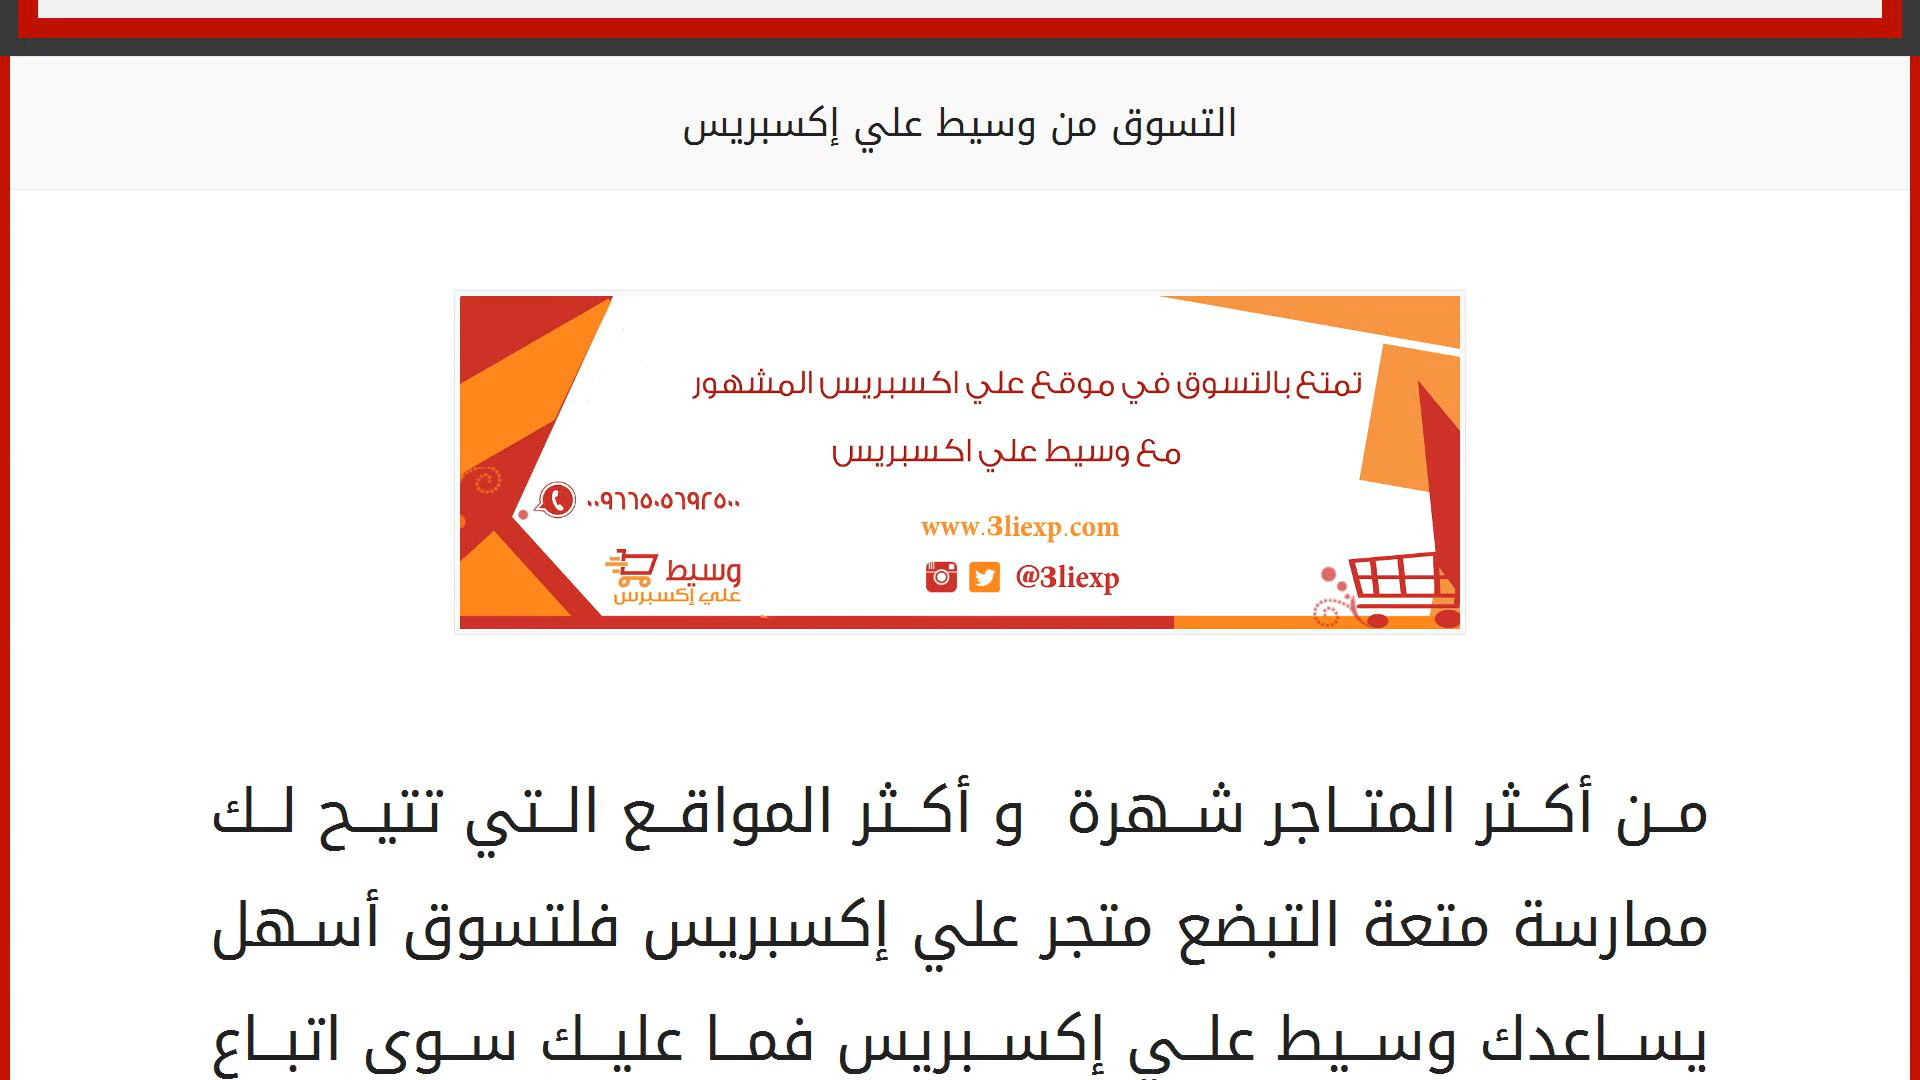 التسوق من وسيط علي إكسبريس
تمتع بالتسوق في موقع علي اكسبريس المشهور
مع وسيط علي اكسبريس
٠٠٩٦٦٥٠٥٦٩٢٥٠٠
www.3liexp.com
@3liexp
وسيط
علي إكسبرس
من أكثر المتاجر شهرة و أكثر المواقع التي تتيح لك
ممارسة متعة التبضع متجر علي إكسبريس فلتسوق أسهل
يساعدك وسيط علي إكسبريس فما عليك سوى اتباع